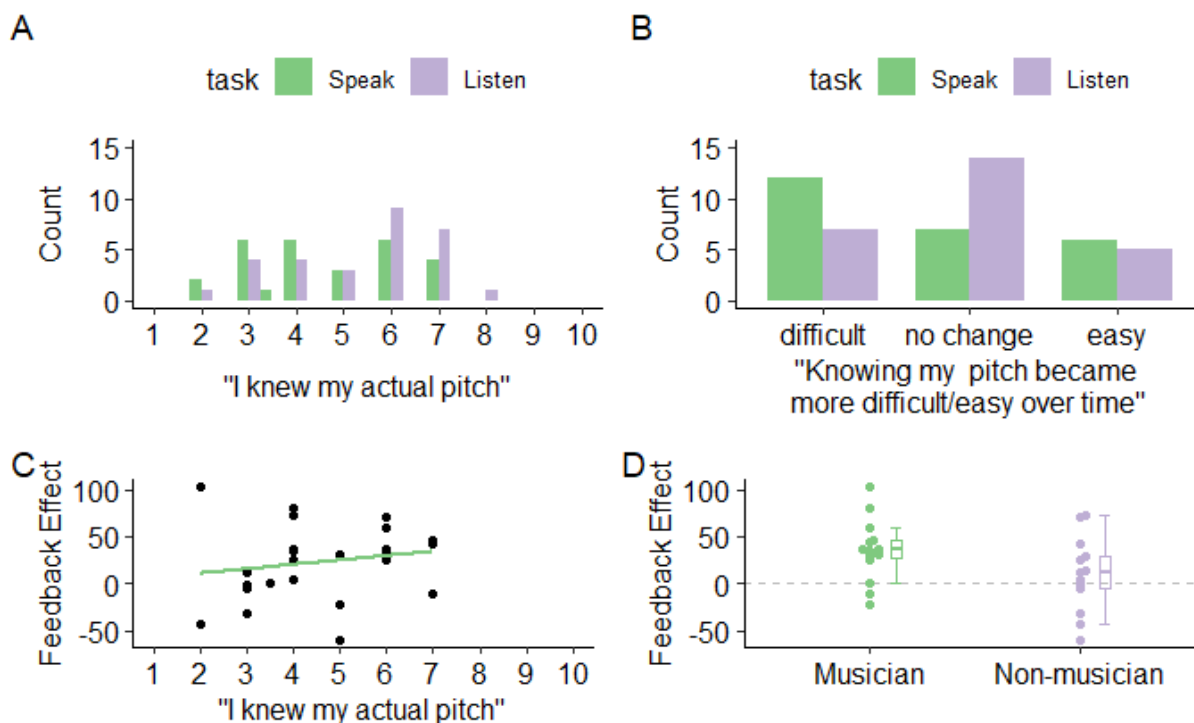 A
task Speak Listen
15
10
5
0
Count
1 2 3 4 5 6 7 8 9 10
"I knew my actual pitch"
B
task Speak Listen
15
10
5
0
Count
difficult no change easy
"Knowing my pitch became
more difficult/easy over time"
C
Feedback Effect
100
50
0
-50
1 2 3 4 5 6 7 8 9 10
"I knew my actual pitch"
D
Feedback Effect
100
50
0
-50
Musician Non-musician